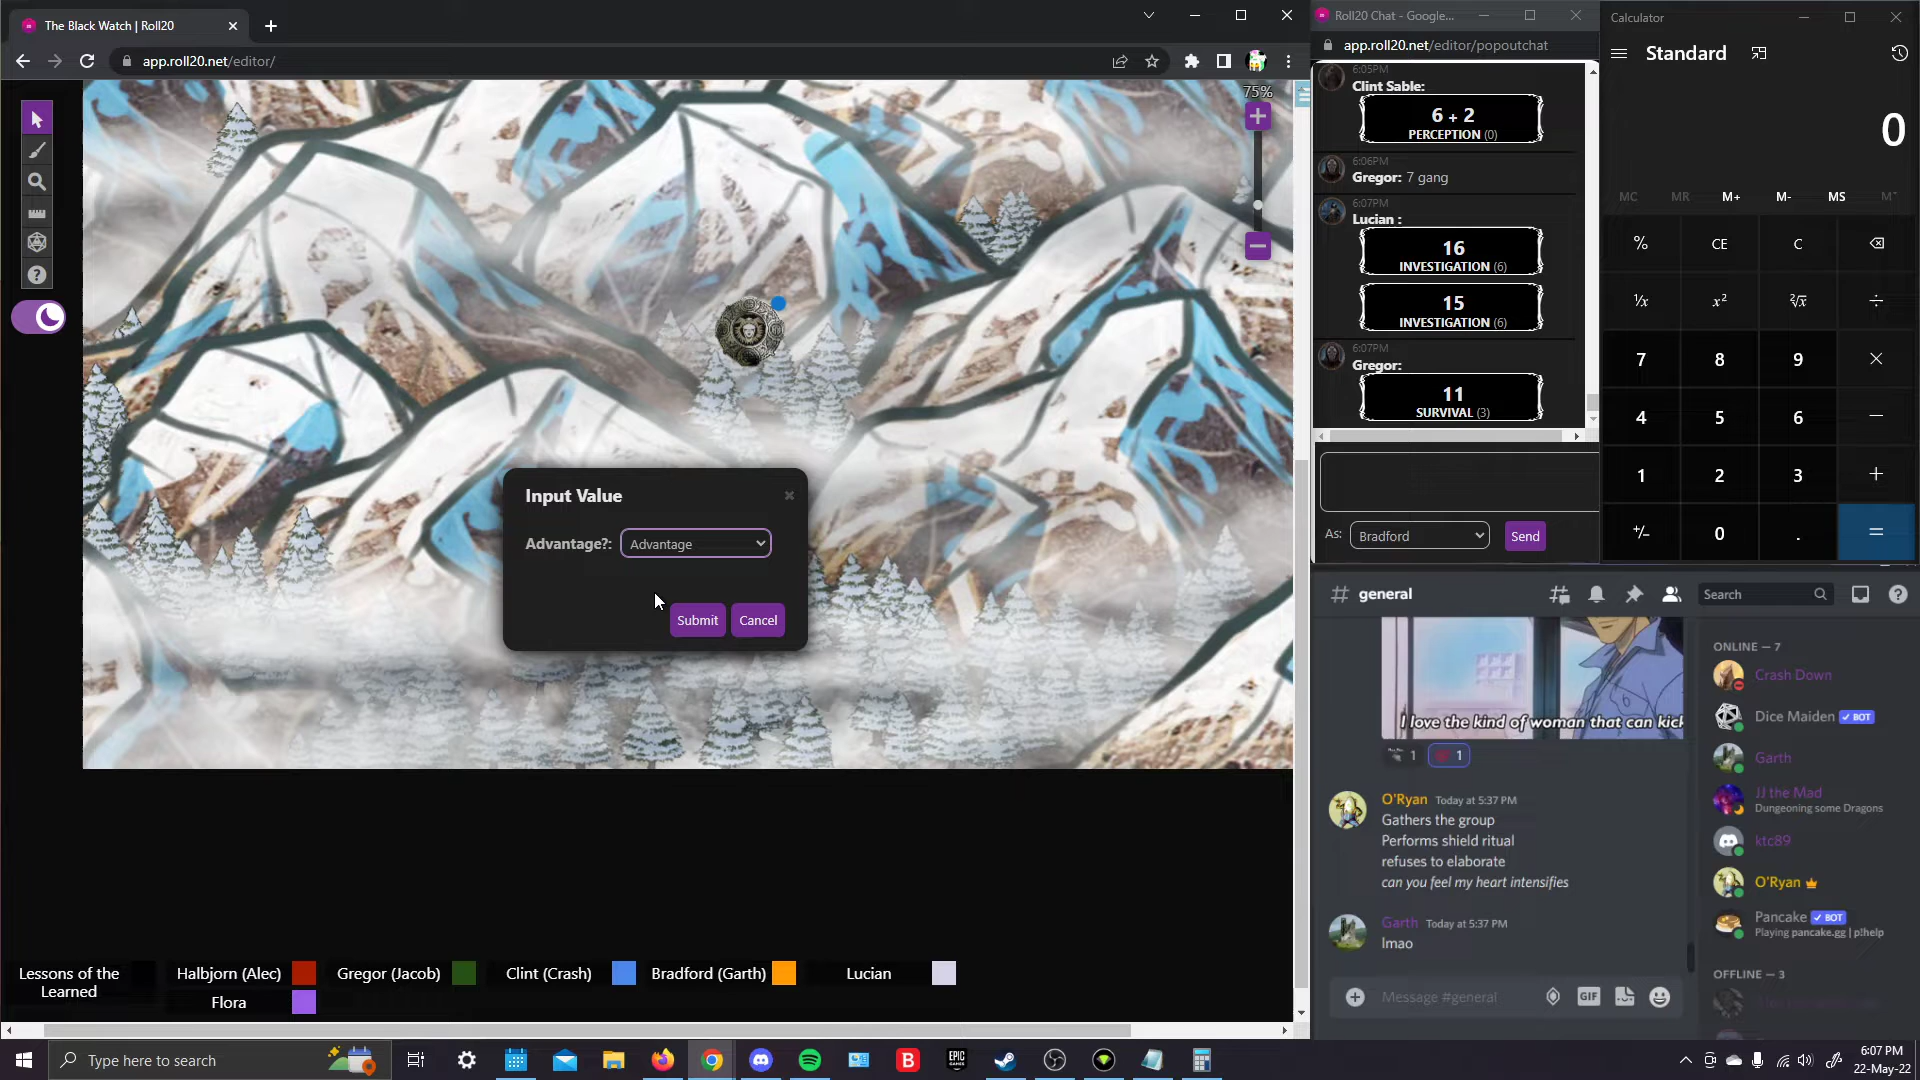 The Black Watch | Roll20
app.roll20.net/editor/
75%
Input Value
Advantage?:
Advantage
Submit
Cancel
Lessons of the
Learned
Halbjorn (Alec)
Gregor (Jacob)
Clint (Crash)
Bradford (Garth)
Lucian
Flora
Roll20 Chat - Google...
app.roll20.net/editor/popoutchat
6:05PM
Clint Sable:
6 + 2
PERCEPTION (0)
6:06PM
Gregor: 7 gang
6:07PM
Lucian :
16
INVESTIGATION (6)
15
INVESTIGATION (6)
6:07PM
Gregor:
11
SURVIVAL (3)
As:
Bradford
Send
Calculator
Standard
0
MC MR M+ M- MS
% CE C
¹/x x² ²√x ÷
7 8 9 ×
4 5 6 −
1 2 3 +
+/− 0 . =
# general
Search
I love the kind of woman that can kick
1
1
O'Ryan Today at 5:37 PM
Gathers the group
Performs shield ritual
refuses to elaborate
can you feel my heart intensifies
Garth Today at 5:37 PM
lmao
Message #general
GIF
ONLINE — 7
Crash Down
Dice Maiden ✓ BOT
Garth
JJ the Mad
Dungeoning some Dragons
ktc89
O'Ryan
Pancake ✓ BOT
Playing pancake.gg | p!help
OFFLINE — 3
Type here to search
B
EPIC
GAMES
6:07 PM
22-May-22